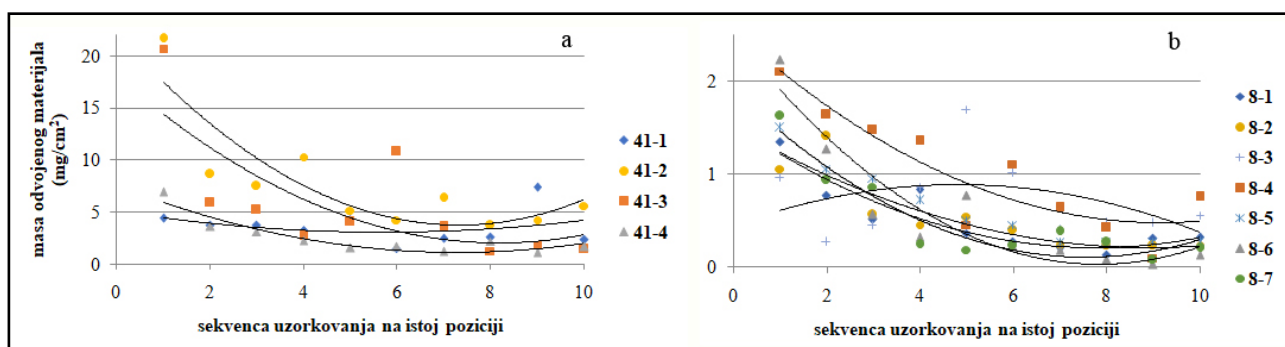 a
masa odvojenog materijala
(mg/cm²)
20
15
10
5
0
0 2 4 6 8 10
sekvenca uzorkovanja na istoj poziciji
41-1
41-2
41-3
41-4
b
2
1
0
0 2 4 6 8 10
sekvenca uzorkovanja na istoj poziciji
8-1
8-2
8-3
8-4
8-5
8-6
8-7